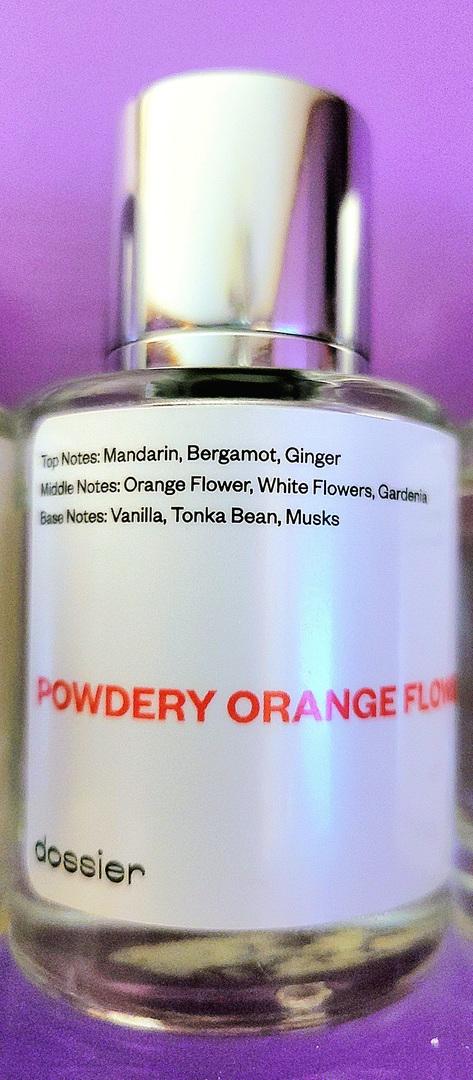 Top Notes: Mandarin, Bergamot, Ginger
Middle Notes: Orange Flower, White Flowers, Gardenia
Base Notes: Vanilla, Tonka Bean, Musks
POWDERY ORANGE
dossier